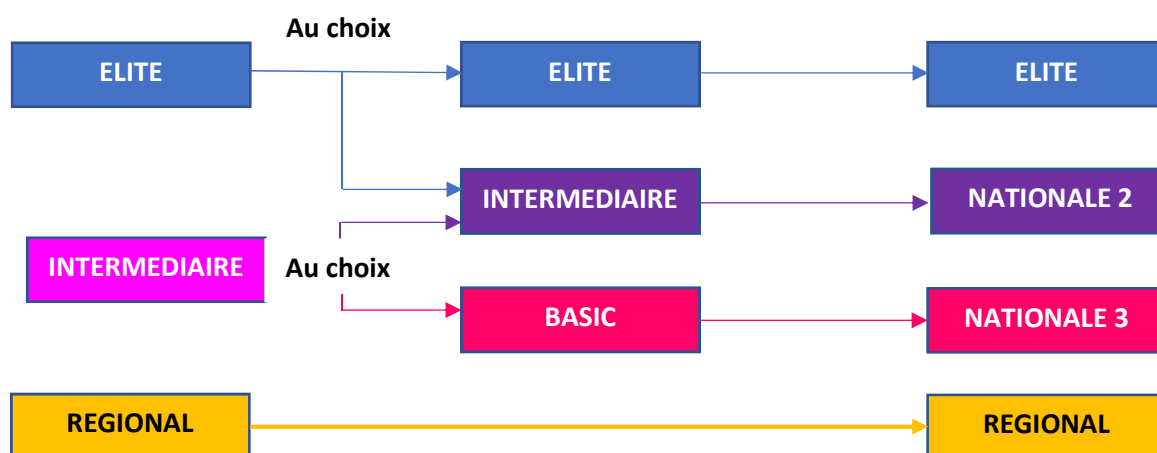 Au choix
ELITE
ELITE
ELITE
INTERMEDIAIRE
NATIONALE 2
INTERMEDIAIRE
Au choix
BASIC
NATIONALE 3
REGIONAL
REGIONAL